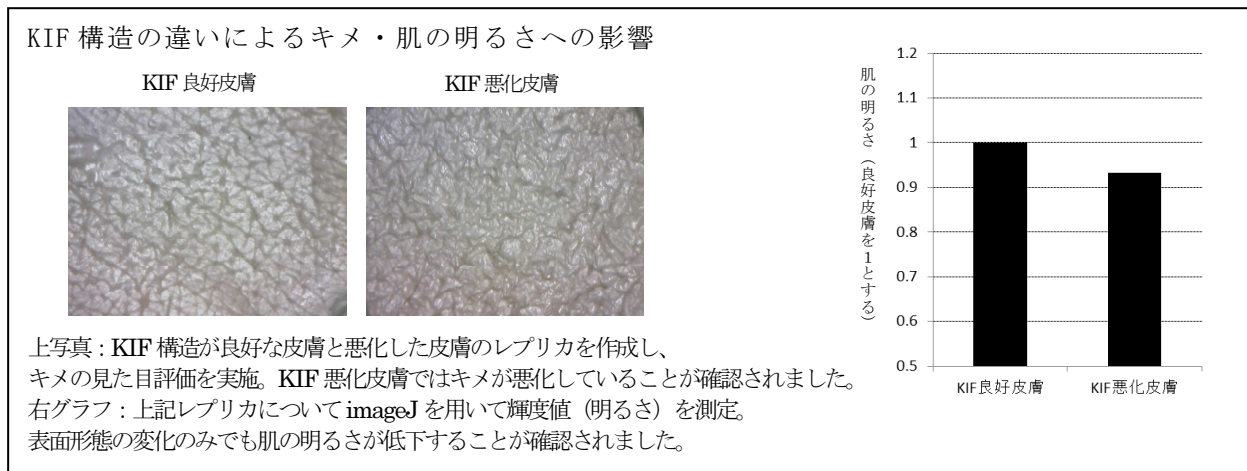 KIF 構造の違いによるキメ・肌の明るさへの影響
KIF 良好皮膚
KIF 悪化皮膚
上写真：KIF 構造が良好な皮膚と悪化した皮膚のレプリカを作成し、
キメの見た目評価を実施。KIF 悪化皮膚ではキメが悪化していることが確認されました。
右グラフ：上記レプリカについて imageJ を用いて輝度値（明るさ）を測定。
表面形態の変化のみでも肌の明るさが低下することが確認されました。
肌の明るさ（良好皮膚を１とする）
1.2
1.1
1
0.9
0.8
0.7
0.6
0.5
KIF良好皮膚
KIF悪化皮膚